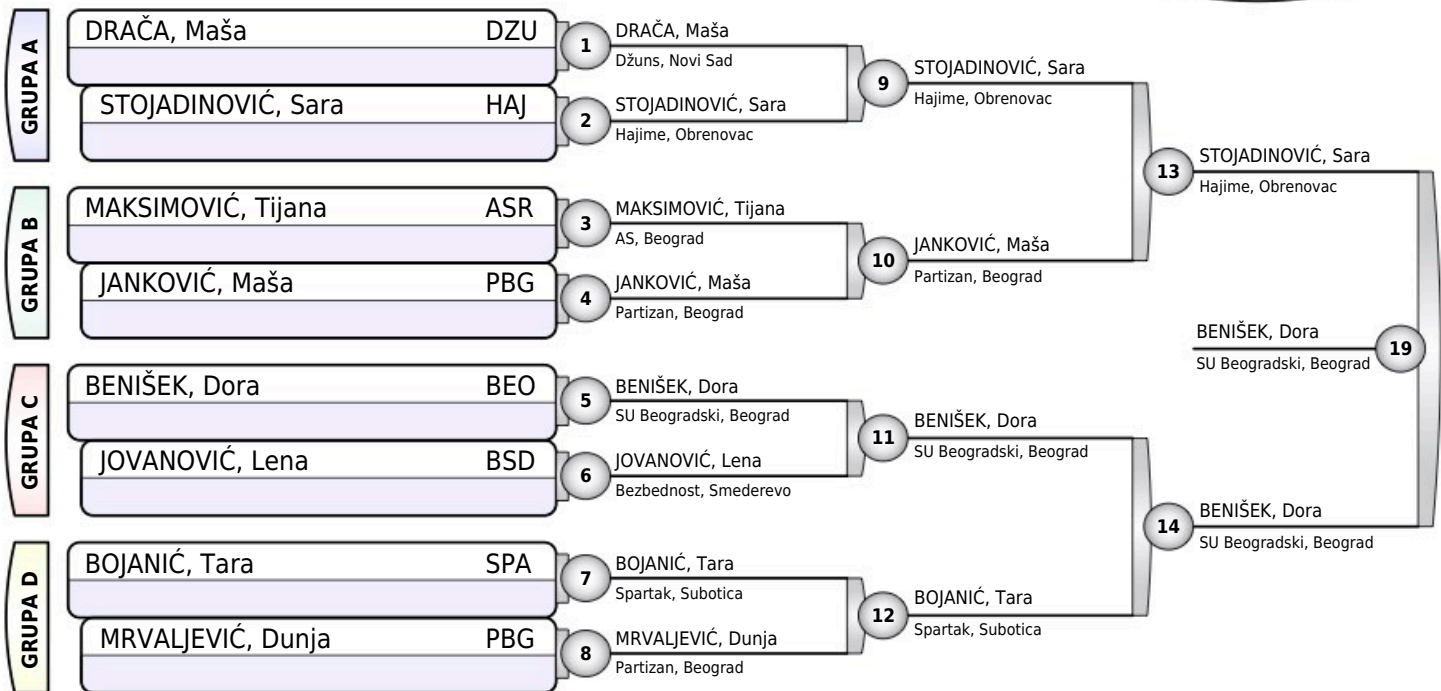 GRUPA A
DRAČA, Maša DZU
1
DRAČA, Maša
Džuns, Novi Sad
STOJADINOVIĆ, Sara HAJ
2
STOJADINOVIĆ, Sara
Hajime, Obrenovac
9
STOJADINOVIĆ, Sara
Hajime, Obrenovac
GRUPA B
MAKSIMOVIĆ, Tijana ASR
3
MAKSIMOVIĆ, Tijana
AS, Beograd
JANKOVIĆ, Maša PBG
4
JANKOVIĆ, Maša
Partizan, Beograd
10
JANKOVIĆ, Maša
Partizan, Beograd
13
STOJADINOVIĆ, Sara
Hajime, Obrenovac
GRUPA C
BENIŠEK, Dora BEO
5
BENIŠEK, Dora
SU Beogradski, Beograd
JOVANOVIĆ, Lena BSD
6
JOVANOVIĆ, Lena
Bezbednost, Smederevo
11
BENIŠEK, Dora
SU Beogradski, Beograd
GRUPA D
BOJANIĆ, Tara SPA
7
BOJANIĆ, Tara
Spartak, Subotica
MRVALJEVIĆ, Dunja PBG
8
MRVALJEVIĆ, Dunja
Partizan, Beograd
12
BOJANIĆ, Tara
Spartak, Subotica
14
BENIŠEK, Dora
SU Beogradski, Beograd
BENIŠEK, Dora
SU Beogradski, Beograd
19